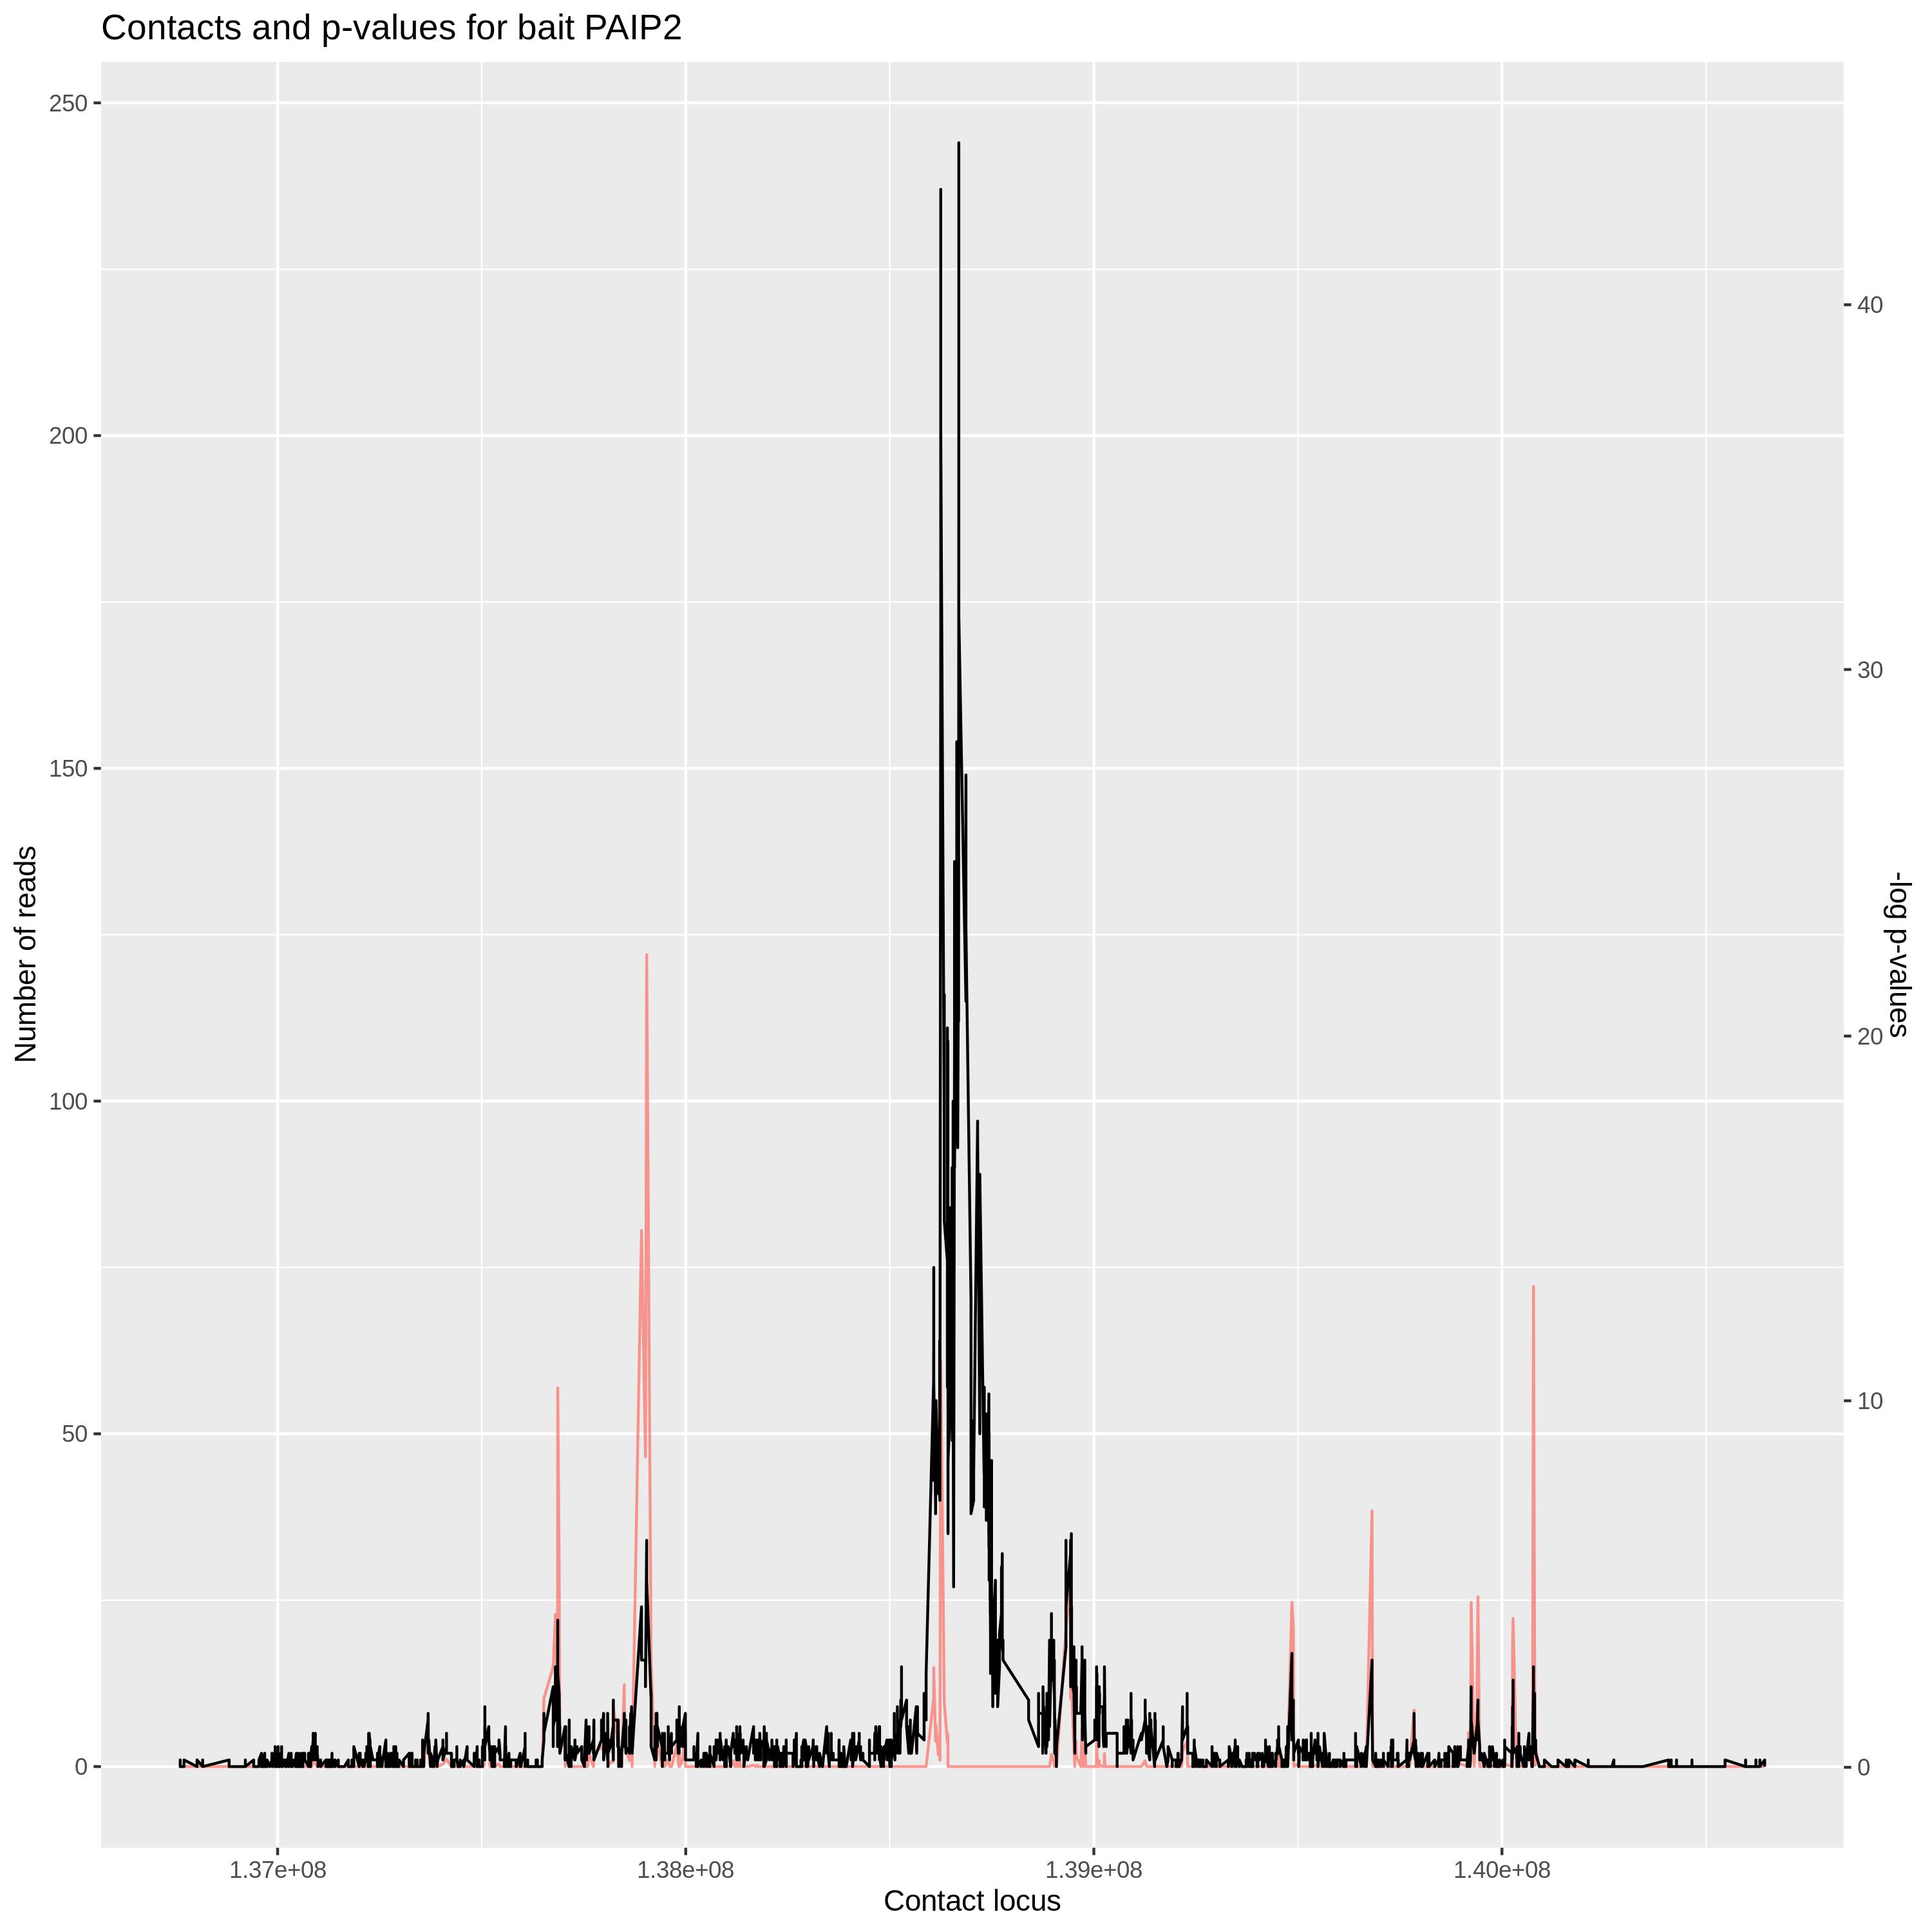 Contacts and p-values for bait PAIP2
250
200
150
100
50
0
Number of reads
40
30
20
10
0
-log p-values
1.37e+08
1.38e+08
1.39e+08
1.40e+08
Contact locus